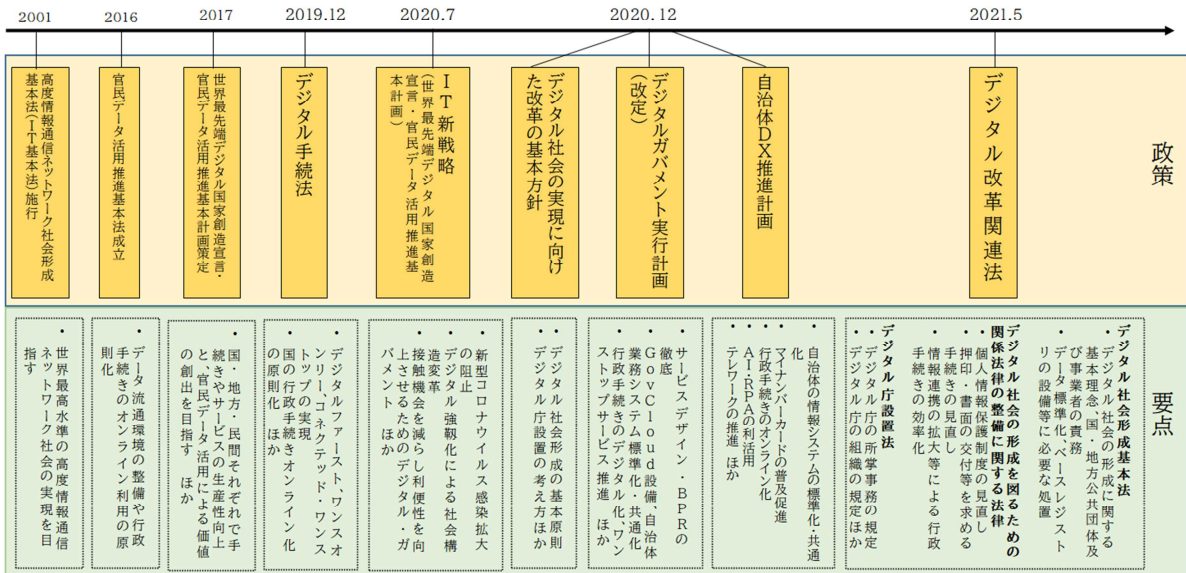 2001
2016
2017
2019.12
2020.7
2020.12
2021.5
高度情報通信ネットワーク社会形成
基本法(IT基本法)施行
官民データ活用推進基本法成立
世界最先端デジタル国家創造宣言・
官民データ活用推進基本計画策定
デジタル手続法
IT新戦略
(世界最先端デジタル国家創造
宣言・官民データ活用推進基
本計画)
デジタル社会の実現に向け
た改革の基本方針
デジタルガバメント実行計画
(改定)
自治体DX推進計画
デジタル改革関連法
政策
・世界最高水準の高度情報通信
ネットワーク社会の実現を目
指す
・データ流通環境の整備や行政
手続きのオンライン利用の原
則化
・国・地方・民間それぞれで手
続きやサービスの生産性向上
と、官民データ活用による価値
の創出を目指す ほか
・デジタルファースト、ワンスオ
ンリー、コネクテッド・ワンス
トップの実現
・国の行政手続きオンライン化
の原則化 ほか
・新型コロナウイルス感染拡大
の阻止
・デジタル強靭化による社会構
造変革
・接触機会を減らし利便性を向
上させるためのデジタル・ガ
バメント ほか
・デジタル社会形成の基本原則
・デジタル庁設置の考え方ほか
・サービスデザイン・BPRの
徹底
・GovCloud設備、自治体
業務システム標準化・共通化
・行政手続きのデジタル化、ワン
ストップサービス推進 ほか
・自治体の情報システムの標準化・共通
化
・マイナンバーカードの普及促進
・行政手続きのオンライン化
・AI・RPAの利活用
・テレワークの推進 ほか
デジタル社会形成基本法
・デジタル社会の形成に関する
基本理念、国・地方公共団体及
び事業者の責務
・データ標準化、ベースレジスト
リの設備等に必要な処置
デジタル社会の形成を図るための
関係法律の整備に関する法律
・個人情報保護制度の見直し
・押印・書面の交付等を求める
手続きの見直し
・情報連携の拡大等による行政
手続きの効率化
デジタル庁設置法
・デジタル庁の所掌事務の規定
・デジタル庁の組織の規定ほか
要点